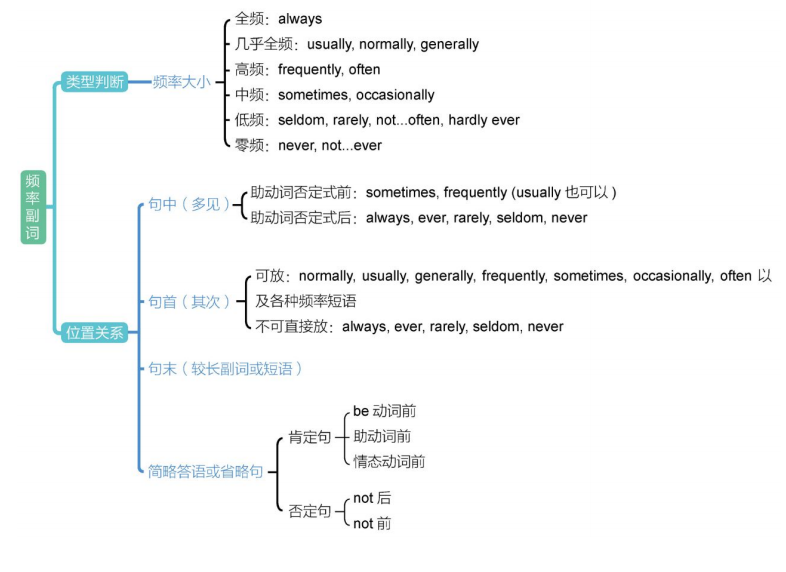 频率副词
类型判断
频率大小
全频：always
几乎全频：usually, normally, generally
高频：frequently, often
中频：sometimes, occasionally
低频：seldom, rarely, not...often, hardly ever
零频：never, not...ever
位置关系
句中（多见）
助动词否定式前：sometimes, frequently (usually 也可以 )
助动词否定式后：always, ever, rarely, seldom, never
句首（其次）
可放：normally, usually, generally, frequently, sometimes, occasionally, often 以
及各种频率短语
不可直接放：always, ever, rarely, seldom, never
句末（较长副词或短语）
简略答语或省略句
肯定句
be 动词前
助动词前
情态动词前
否定句
not 后
not 前